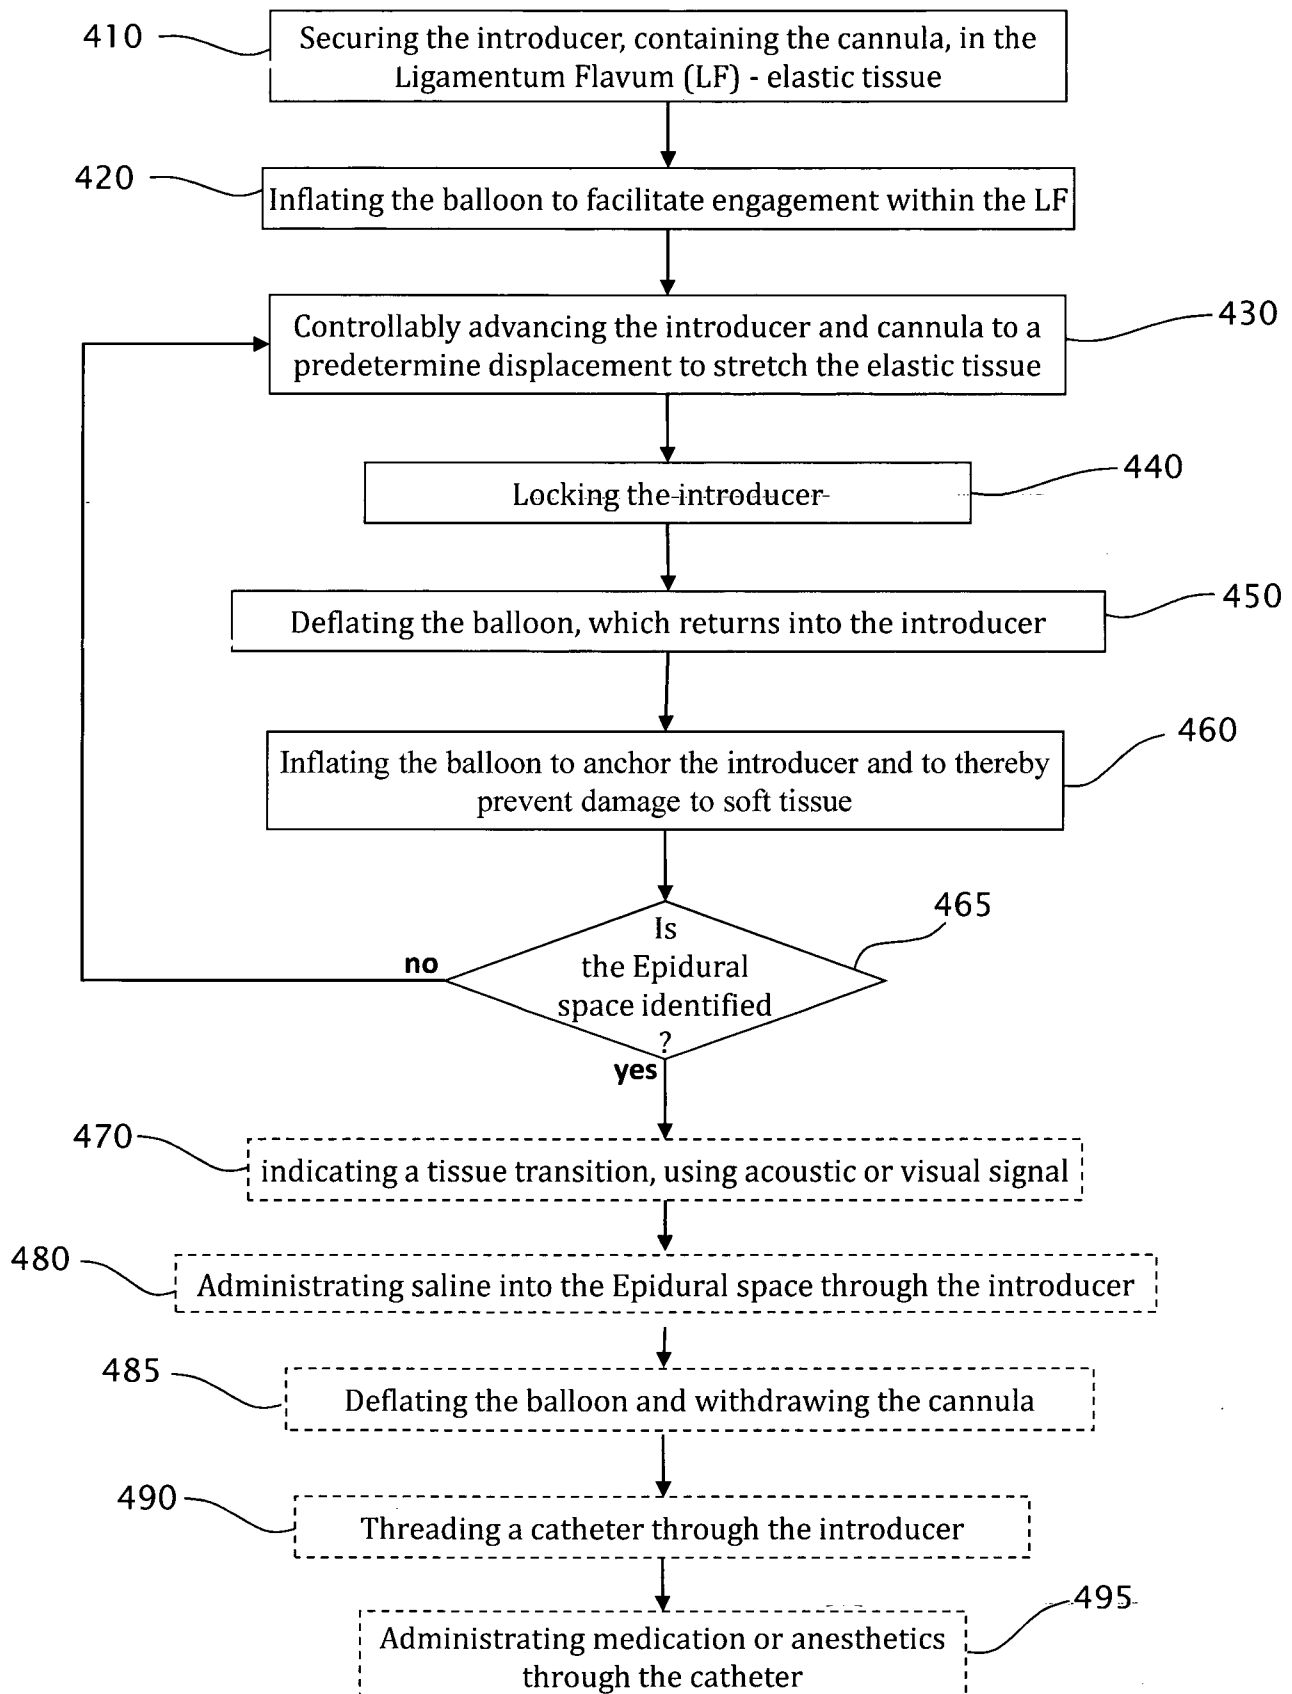 410
Securing the introducer, containing the cannula, in the
Ligamentum Flavum (LF) - elastic tissue
420
Inflating the balloon to facilitate engagement within the LF
430
Controllably advancing the introducer and cannula to a
predetermine displacement to stretch the elastic tissue
440
Locking the introducer
450
Deflating the balloon, which returns into the introducer
460
Inflating the balloon to anchor the introducer and to thereby
prevent damage to soft tissue
465
Is
the Epidural
space identified
?
no
yes
470
indicating a tissue transition, using acoustic or visual signal
480
Administrating saline into the Epidural space through the introducer
485
Deflating the balloon and withdrawing the cannula
490
Threading a catheter through the introducer
495
Administrating medication or anesthetics
through the catheter